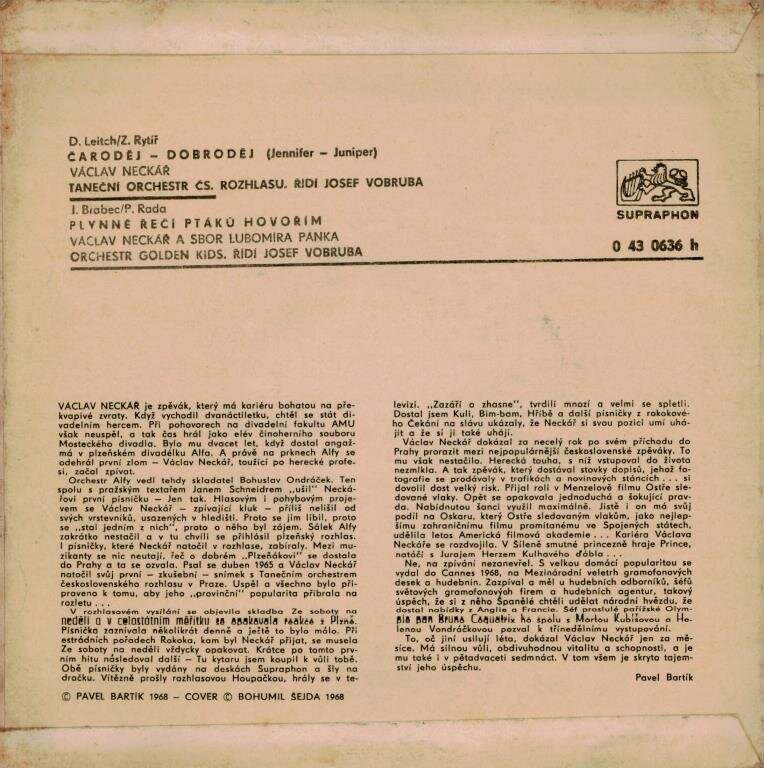 D. Leitch/Z. Rytíř
ČARODĚJ – DOBRODĚJ (Jennifer – Juniper)
VÁCLAV NECKÁŘ
TANEČNÍ ORCHESTR ČS. ROZHLASU. ŘÍDÍ JOSEF VOBRUBA
J. Brabec/P. Rada
PLYNNĚ ŘEČÍ PTÁKŮ HOVOŘÍM
VÁCLAV NECKÁŘ A SBOR LUBOMÍRA PÁNKA
ORCHESTR GOLDEN KIDS. ŘÍDÍ JOSEF VOBRUBA
SUPRAPHON
0 43 0636 h
VÁCLAV NECKÁŘ je zpěvák, který má kariéru bohatou na pře-
kvapivé zvraty. Když vychodil dvanáctiletku, chtěl se stát di-
vadelním hercem. Při pohovorech na divadelní fakultu AMU
však neuspěl, a tak čas hrál jako elév činoherního souboru
Mosteckého divadla. Bylo mu dvacet let, když dostal angaž-
má v plzeňském divadélku Alfa. A právě na prknech Alfy se
odehrál první zlom – Václav Neckář, toužící po herecké profe-
si, začal zpívat.
Orchestr Alfy vedl tehdy skladatel Bohuslav Ondráček. Ten
spolu s pražským textařem Janem Schneidrem „ušil" Necká-
řovi první písničku – Jen tak. Hlasovým i pohybovým proje-
vem se Václav Neckář – zpívající kluk – příliš nelišil od
svých vrstevníků, usazených v hledišti. Proto se jim líbil, proto
se „stal jedním z nich", proto o něho byl zájem. Sálek Alfy
zakrátko nestačil a v tu chvíli se přihlásil plzeňský rozhlas.
I písničky, které Neckář natočil v rozhlase, zabíraly. Mezi mu-
zikanty se nic neutají, řeč o dobrém „Plzeňákovi" se dostala
do Prahy a ta se ozvala. Psal se duben 1965 a Václav Neckář
natočil svůj první – zkušební – snímek s Tanečním orchestrem
československého rozhlasu v Praze. Uspěl a všechno bylo při-
praveno k tomu, aby jeho „provinční" popularita přibrala na
rozletu . . .
V rozhlasovém vysílání se objevila skladba Ze soboty na
neděli a v celostátním měřítku se opakovala reakce z Plzně.
Písnička zaznívala několikrát denně a ještě to bylo málo. Při
estrádních pořadech Rokoka, kam byl Neckář přijat, se musela
Ze soboty na neděli vždycky opakovat. Krátce po tomto prv-
ním hitu následoval další – Tu kytaru jsem koupil k vůli tobě.
Obě písničky byly vydány na deskách Supraphon a šly na
dračku. Vítězně prošly rozhlasovou Houpačkou, hrály se v te-
© PAVEL BARTÍK 1968 – COVER © BOHUMIL ŠEJDA 1968
levizi. „Zazáří a zhasne", tvrdili mnozí a velmi se spletli.
Dostal jsem Kuli, Bim-bam, Hříbě a další písničky z rokokové-
ho Čekání na slávu ukázaly, že Neckář si svou pozici umí uhá-
jit a že si ji také uhájí.
Václav Neckář dokázal za necelý rok po svém příchodu do
Prahy prorazit mezi nejpopulárnější československé zpěváky. To
mu však nestačilo. Herecká touha, s níž vstupoval do života
nezmlkla. A tak zpěvák, který dostával stovky dopisů, jehož fo-
tografie se prodávaly v trafikách a novinových stáncích . . . si
dovolil dost velký risk. Přijal roli v Menzelově filmu Ostře sle-
dované vlaky. Opět se opakovala jednoduchá a šokující prav-
da. Nabídnutou šanci využil maximálně. Jistě i on má svůj
podíl na Oskaru, který Ostře sledovaným vlakům, jako nejlep-
šímu zahraničnímu filmu promítanému ve Spojených státech,
udělila letos Americká filmová akademie . . . Kariéra Václava
Neckáře se rozdvojila. V Šíleně smutné princezně hraje Prince,
natáčí s Jurajem Herzem Kulhavého ďábla . . .
Ne, na zpívání nezanevřel. S velkou domácí popularitou se
vydal do Cannes 1968, na Mezinárodní veletrh gramofonových
desek a hudebnin. Zazpíval a měl u hudebních odborníků, šéfů
světových gramofonových firem a hudebních agentur, takový
úspěch, že si z něho Španělé chtěli udělat národní hvězdu, že
dostal nabídky z Anglie a Francie. Šéf proslulé pařížské Olym-
pia pan Bruno Coquatrix ho spolu s Martou Kubišovou a He-
lenou Vondráčkovou pozval k třínedělnímu vystupování.
To, oč jiní usilují léta, dokázal Václav Neckář jen za mě-
síce. Má silnou vůli, obdivuhodnou vitalitu a schopnosti, a je
mu také i v pětadvaceti sedmnáct. V tom všem je skryto tajem-
ství jeho úspěchu.
Pavel Bartík